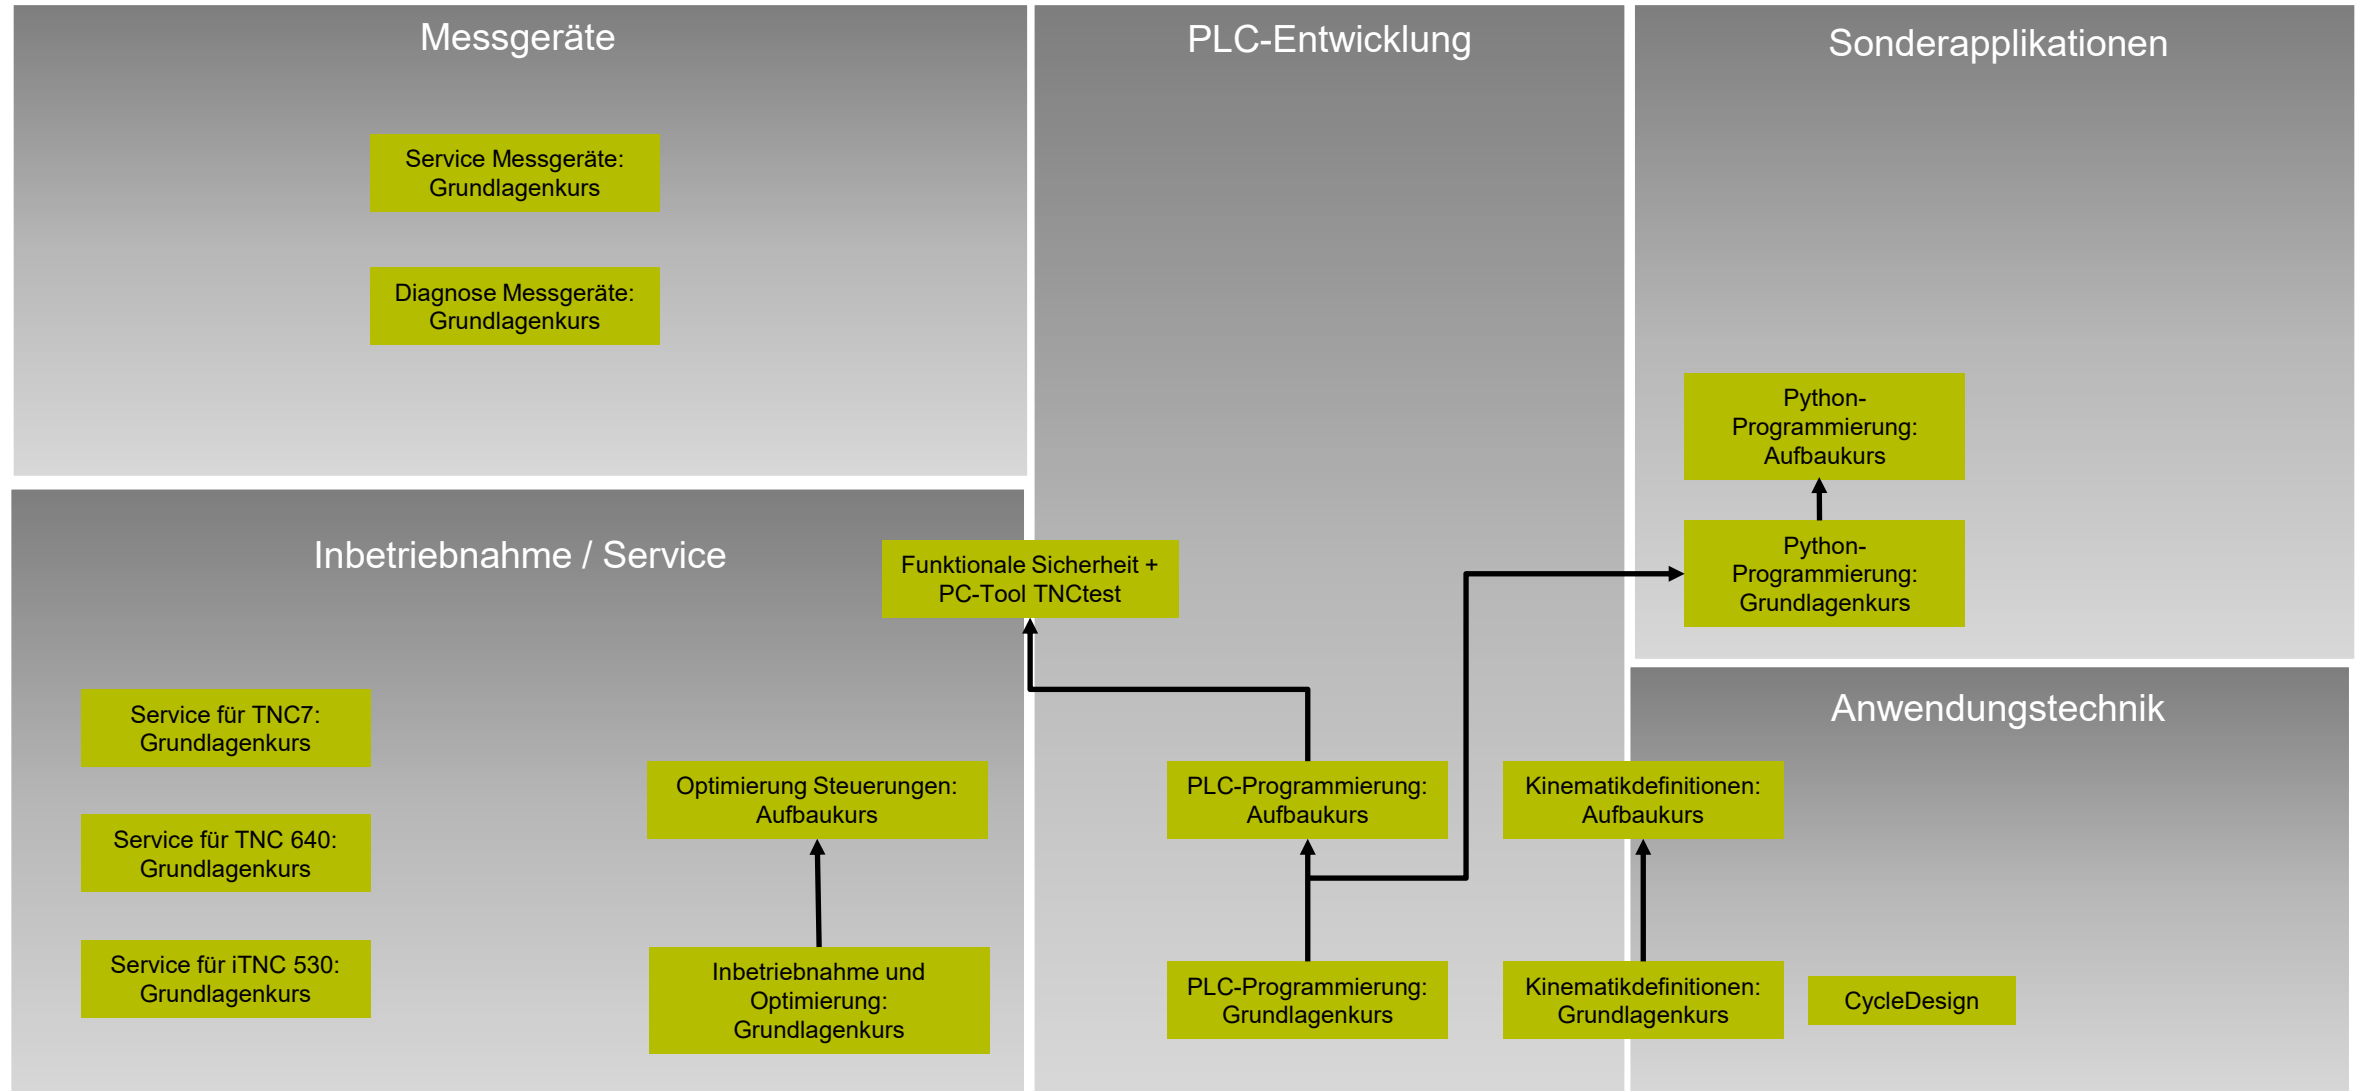 Messgeräte
Service Messgeräte:
Grundlagenkurs
Diagnose Messgeräte:
Grundlagenkurs
PLC-Entwicklung
Sonderapplikationen
Python-
Programmierung:
Aufbaukurs
Python-
Programmierung:
Grundlagenkurs
Inbetriebnahme / Service
Funktionale Sicherheit +
PC-Tool TNCtest
Service für TNC7:
Grundlagenkurs
Service für TNC 640:
Grundlagenkurs
Service für iTNC 530:
Grundlagenkurs
Optimierung Steuerungen:
Aufbaukurs
Inbetriebnahme und
Optimierung:
Grundlagenkurs
PLC-Programmierung:
Aufbaukurs
PLC-Programmierung:
Grundlagenkurs
Anwendungstechnik
Kinematikdefinitionen:
Aufbaukurs
Kinematikdefinitionen:
Grundlagenkurs
CycleDesign